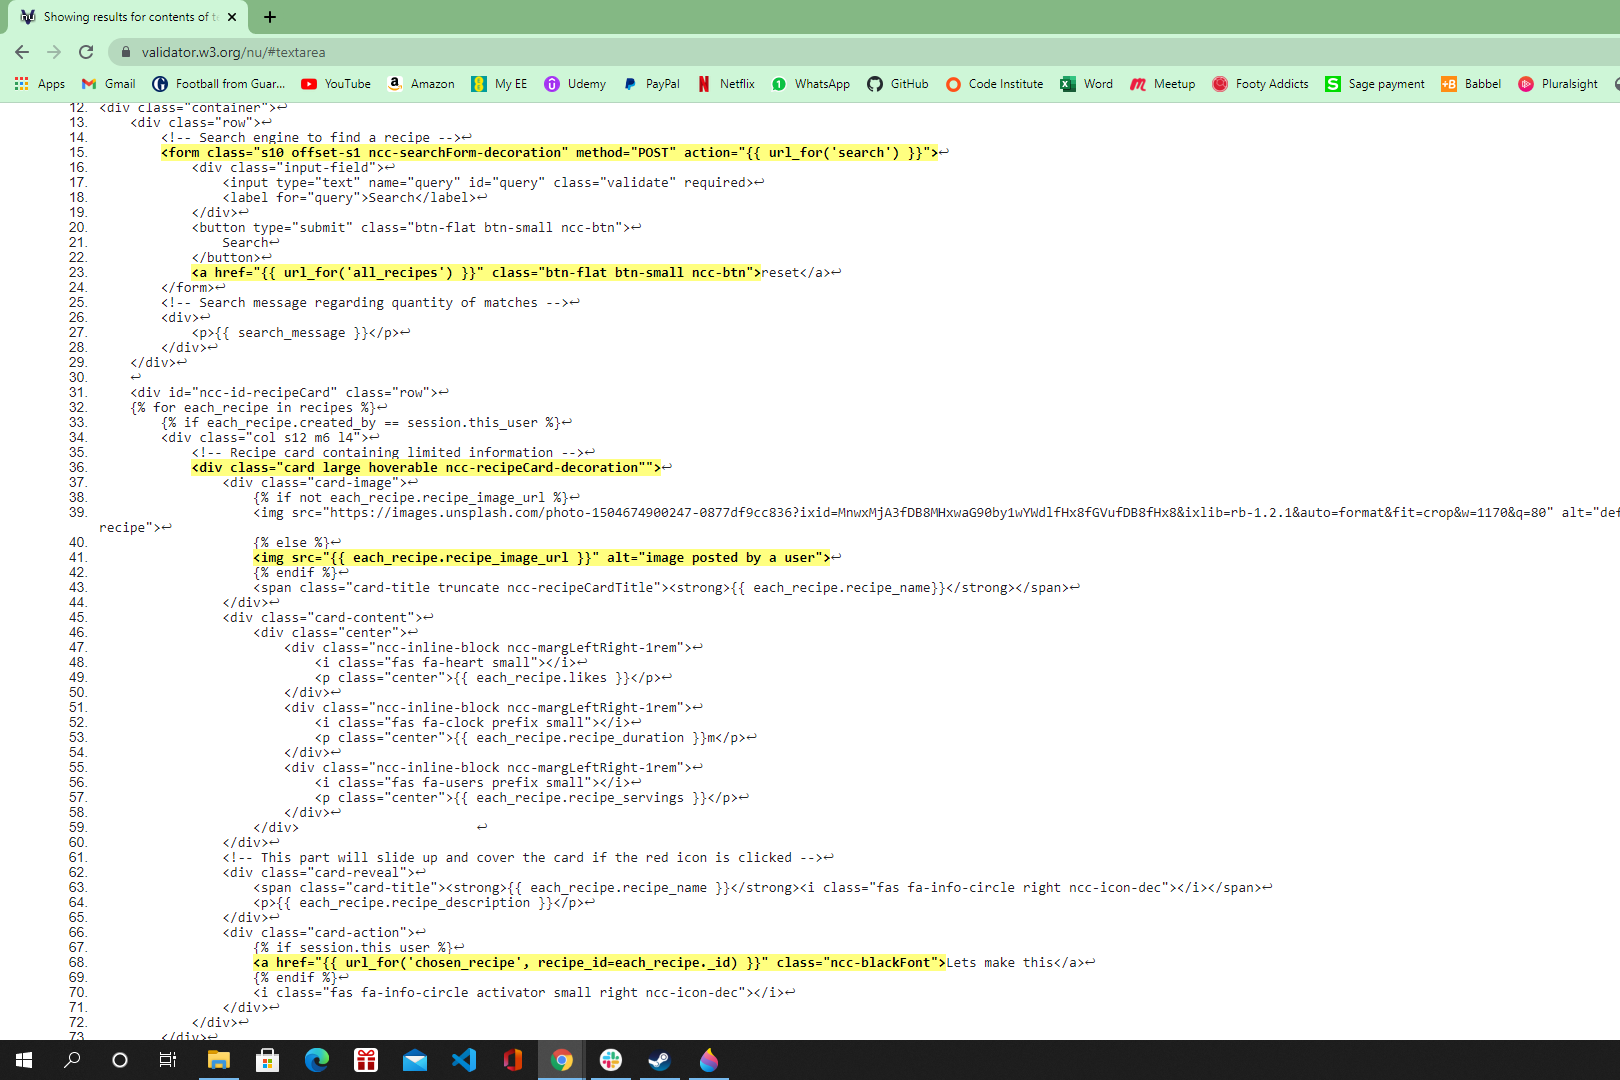 Showing results for contents of t
validator.w3.org/nu/#textarea
Apps Gmail Football from Guar... YouTube Amazon My EE Udemy PayPal Netflix WhatsApp GitHub Code Institute Word Meetup Footy Addicts Sage payment Babbel Pluralsight
12. <div class="container">↩
13. <div class="row">↩
14. <!-- Search engine to find a recipe -->↩
15. <form class="s10 offset-s1 ncc-searchForm-decoration" method="POST" action="{{ url_for('search') }}">↩
16. <div class="input-field">↩
17. <input type="text" name="query" id="query" class="validate" required>↩
18. <label for="query">Search</label>↩
19. </div>↩
20. <button type="submit" class="btn-flat btn-small ncc-btn">↩
21. Search↩
22. </button>↩
23. <a href="{{ url_for('all_recipes') }}" class="btn-flat btn-small ncc-btn">reset</a>↩
24. </form>↩
25. <!-- Search message regarding quantity of matches -->↩
26. <div>↩
27. <p>{{ search_message }}</p>↩
28. </div>↩
29. </div>↩
30. ↩
31. <div id="ncc-id-recipeCard" class="row">↩
32. {% for each_recipe in recipes %}↩
33. {% if each_recipe.created_by == session.this_user %}↩
34. <div class="col s12 m6 l4">↩
35. <!-- Recipe card containing limited information -->↩
36. <div class="card large hoverable ncc-recipeCard-decoration"">↩
37. <div class="card-image">↩
38. {% if not each_recipe.recipe_image_url %}↩
39. <img src="https://images.unsplash.com/photo-1504674900247-0877df9cc836?ixid=MnwxMjA3fDB8MHxwaG90by1wYWdlfHx8fGVufDB8fHx8&ixlib=rb-1.2.1&auto=format&fit=crop&w=1170&q=80" alt="def
recipe">↩
40. {% else %}↩
41. <img src="{{ each_recipe.recipe_image_url }}" alt="image posted by a user">↩
42. {% endif %}↩
43. <span class="card-title truncate ncc-recipeCardTitle"><strong>{{ each_recipe.recipe_name}}</strong></span>↩
44. </div>↩
45. <div class="card-content">↩
46. <div class="center">↩
47. <div class="ncc-inline-block ncc-margLeftRight-1rem">↩
48. <i class="fas fa-heart small"></i>↩
49. <p class="center">{{ each_recipe.likes }}</p>↩
50. </div>↩
51. <div class="ncc-inline-block ncc-margLeftRight-1rem">↩
52. <i class="fas fa-clock prefix small"></i>↩
53. <p class="center">{{ each_recipe.recipe_duration }}m</p>↩
54. </div>↩
55. <div class="ncc-inline-block ncc-margLeftRight-1rem">↩
56. <i class="fas fa-users prefix small"></i>↩
57. <p class="center">{{ each_recipe.recipe_servings }}</p>↩
58. </div>↩
59. </div> ↩
60. </div>↩
61. <!-- This part will slide up and cover the card if the red icon is clicked -->↩
62. <div class="card-reveal">↩
63. <span class="card-title"><strong>{{ each_recipe.recipe_name }}</strong><i class="fas fa-info-circle right ncc-icon-dec"></i></span>↩
64. <p>{{ each_recipe.recipe_description }}</p>↩
65. </div>↩
66. <div class="card-action">↩
67. {% if session.this_user %}↩
68. <a href="{{ url_for('chosen_recipe', recipe_id=each_recipe._id) }}" class="ncc-blackFont">Lets make this</a>↩
69. {% endif %}↩
70. <i class="fas fa-info-circle activator small right ncc-icon-dec"></i>↩
71. </div>↩
72. </div>↩
73. </div>↩